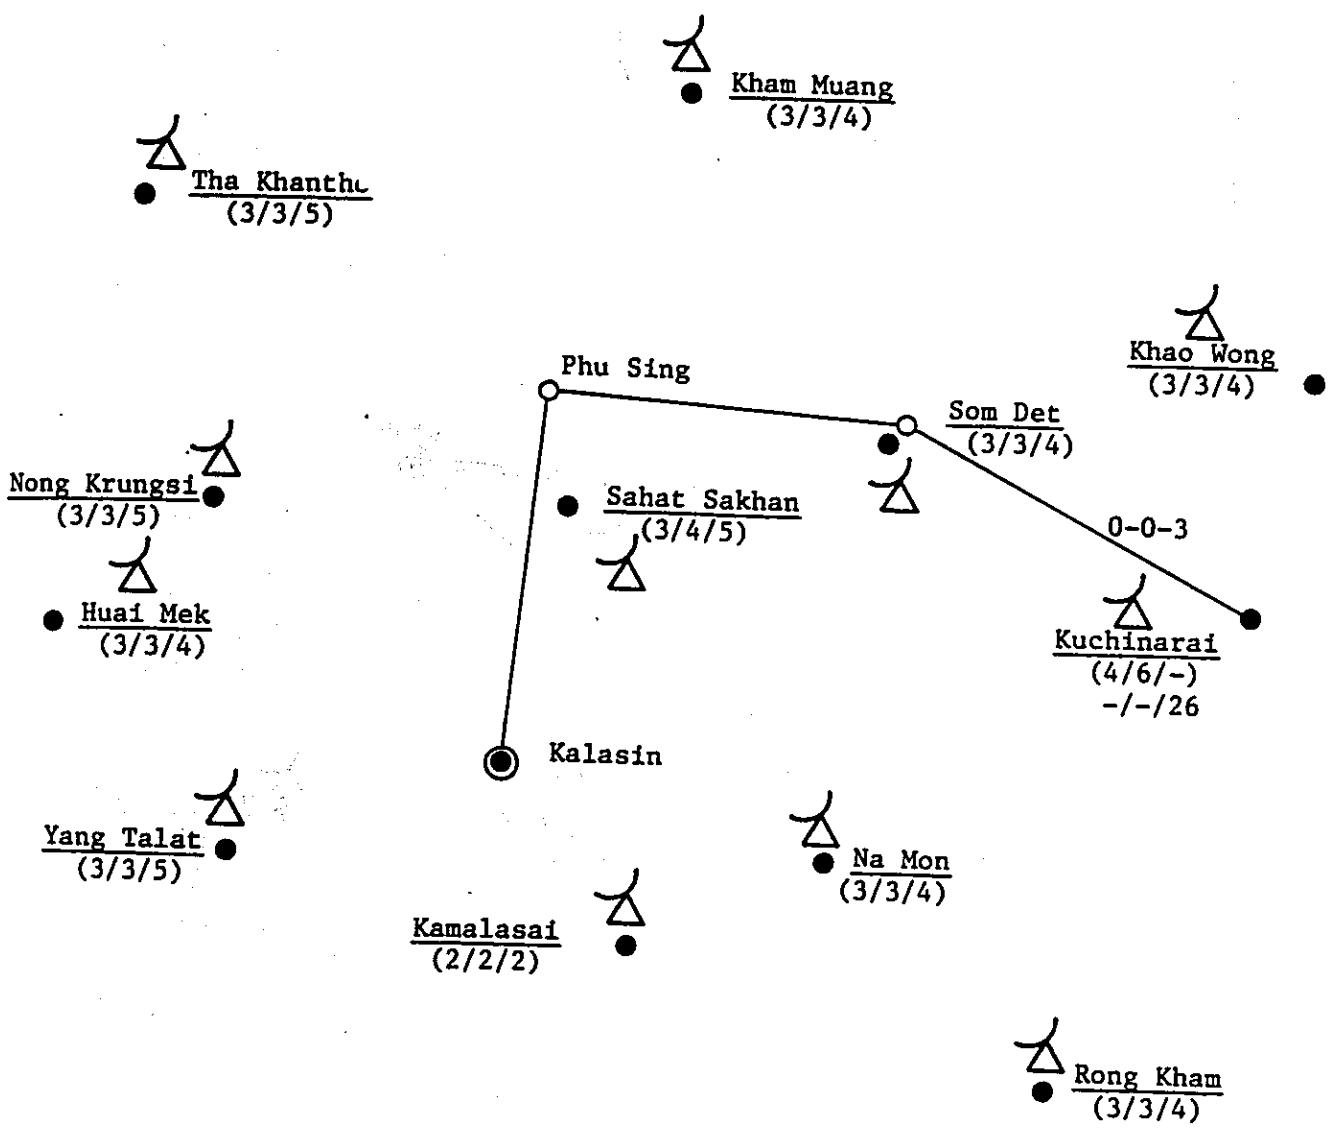 Kham Muang
(3/3/4)
Tha Khantho
(3/3/5)
Khao Wong
(3/3/4)
Phu Sing
Som Det
(3/3/4)
Nong Krungsi
(3/3/5)
Sahat Sakhan
(3/4/5)
0-0-3
Huai Mek
(3/3/4)
Kuchinarai
(4/6/-)
-/-/26
Kalasin
Yang Talat
(3/3/5)
Na Mon
(3/3/4)
Kamalasai
(2/2/2)
Rong Kham
(3/3/4)